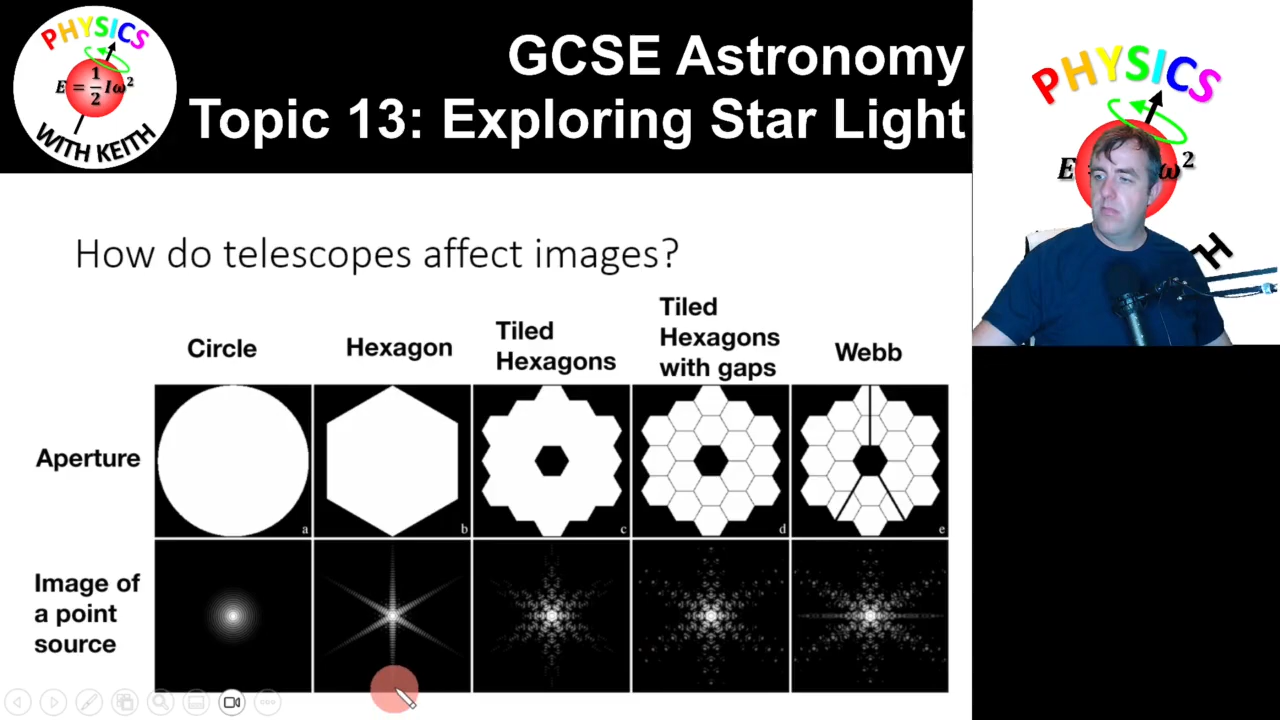 PHYSICS
E = 1/2 Iω²
WITH KEITH
GCSE Astronomy
Topic 13: Exploring Star Light
PHYSICS
E
ω²
H
How do telescopes affect images?
Circle
Hexagon
Tiled
Hexagons
Tiled
Hexagons
with gaps
Webb
Aperture
a
b
c
d
e
Image of
a point
source